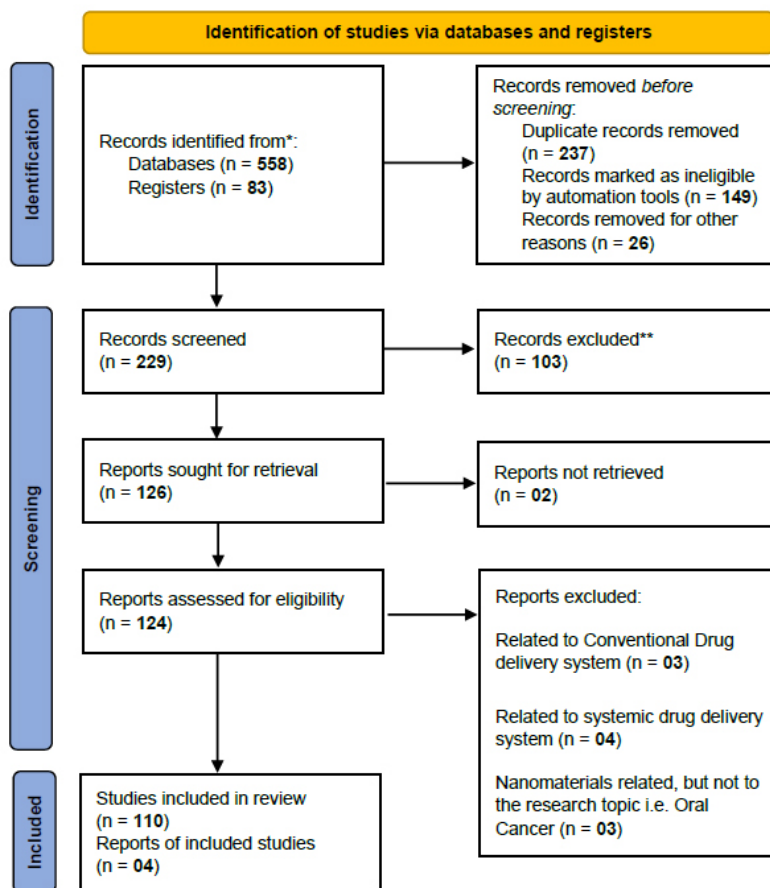 Identification of studies via databases and registers
Identification
Records identified from*:
Databases (n = 558)
Registers (n = 83)
Records removed before
screening:
Duplicate records removed
(n = 237)
Records marked as ineligible
by automation tools (n = 149)
Records removed for other
reasons (n = 26)
Screening
Records screened
(n = 229)
Records excluded**
(n = 103)
Reports sought for retrieval
(n = 126)
Reports not retrieved
(n = 02)
Reports assessed for eligibility
(n = 124)
Reports excluded:
Related to Conventional Drug
delivery system (n = 03)
Related to systemic drug delivery
system (n = 04)
Nanomaterials related, but not to
the research topic i.e. Oral
Cancer (n = 03)
Included
Studies included in review
(n = 110)
Reports of included studies
(n = 04)